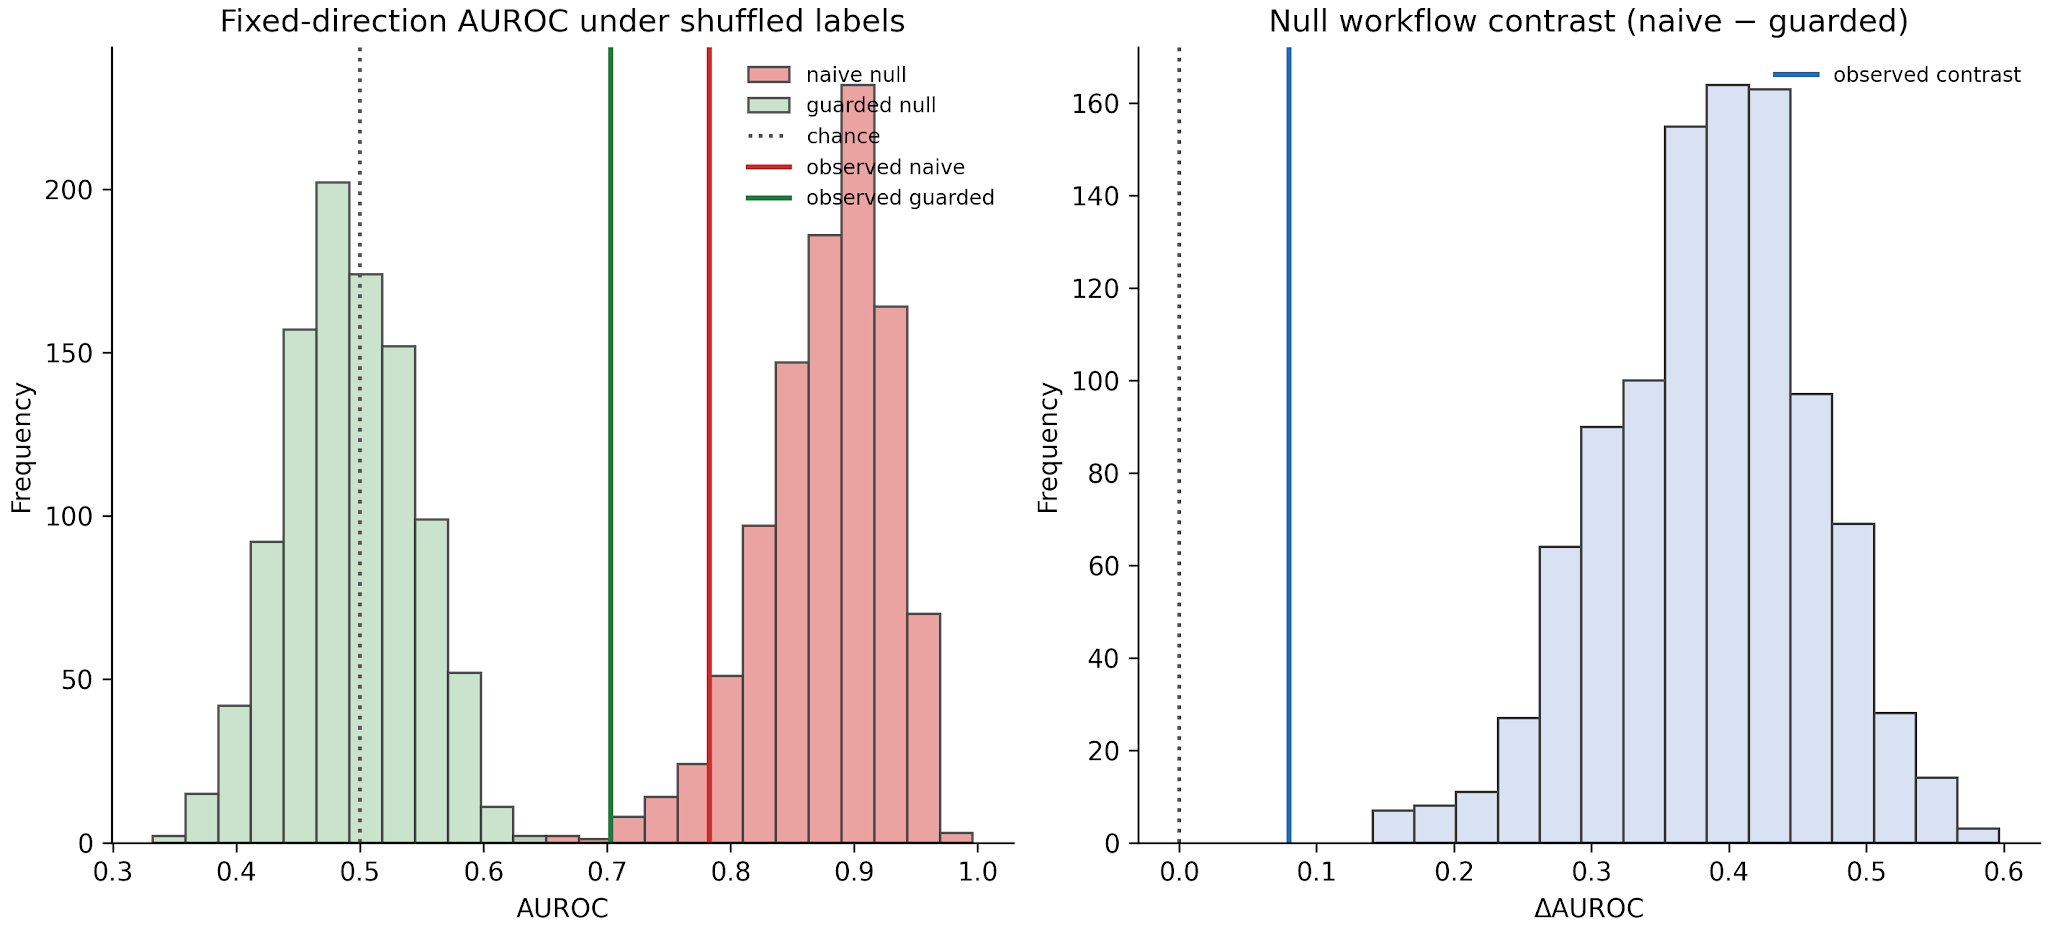 Fixed-direction AUROC under shuffled labels
naive null
guarded null
chance
observed naive
observed guarded
Frequency
200
150
100
50
0
0.3 0.4 0.5 0.6 0.7 0.8 0.9 1.0
AUROC
Null workflow contrast (naive − guarded)
observed contrast
Frequency
160
140
120
100
80
60
40
20
0
0.0 0.1 0.2 0.3 0.4 0.5 0.6
ΔAUROC